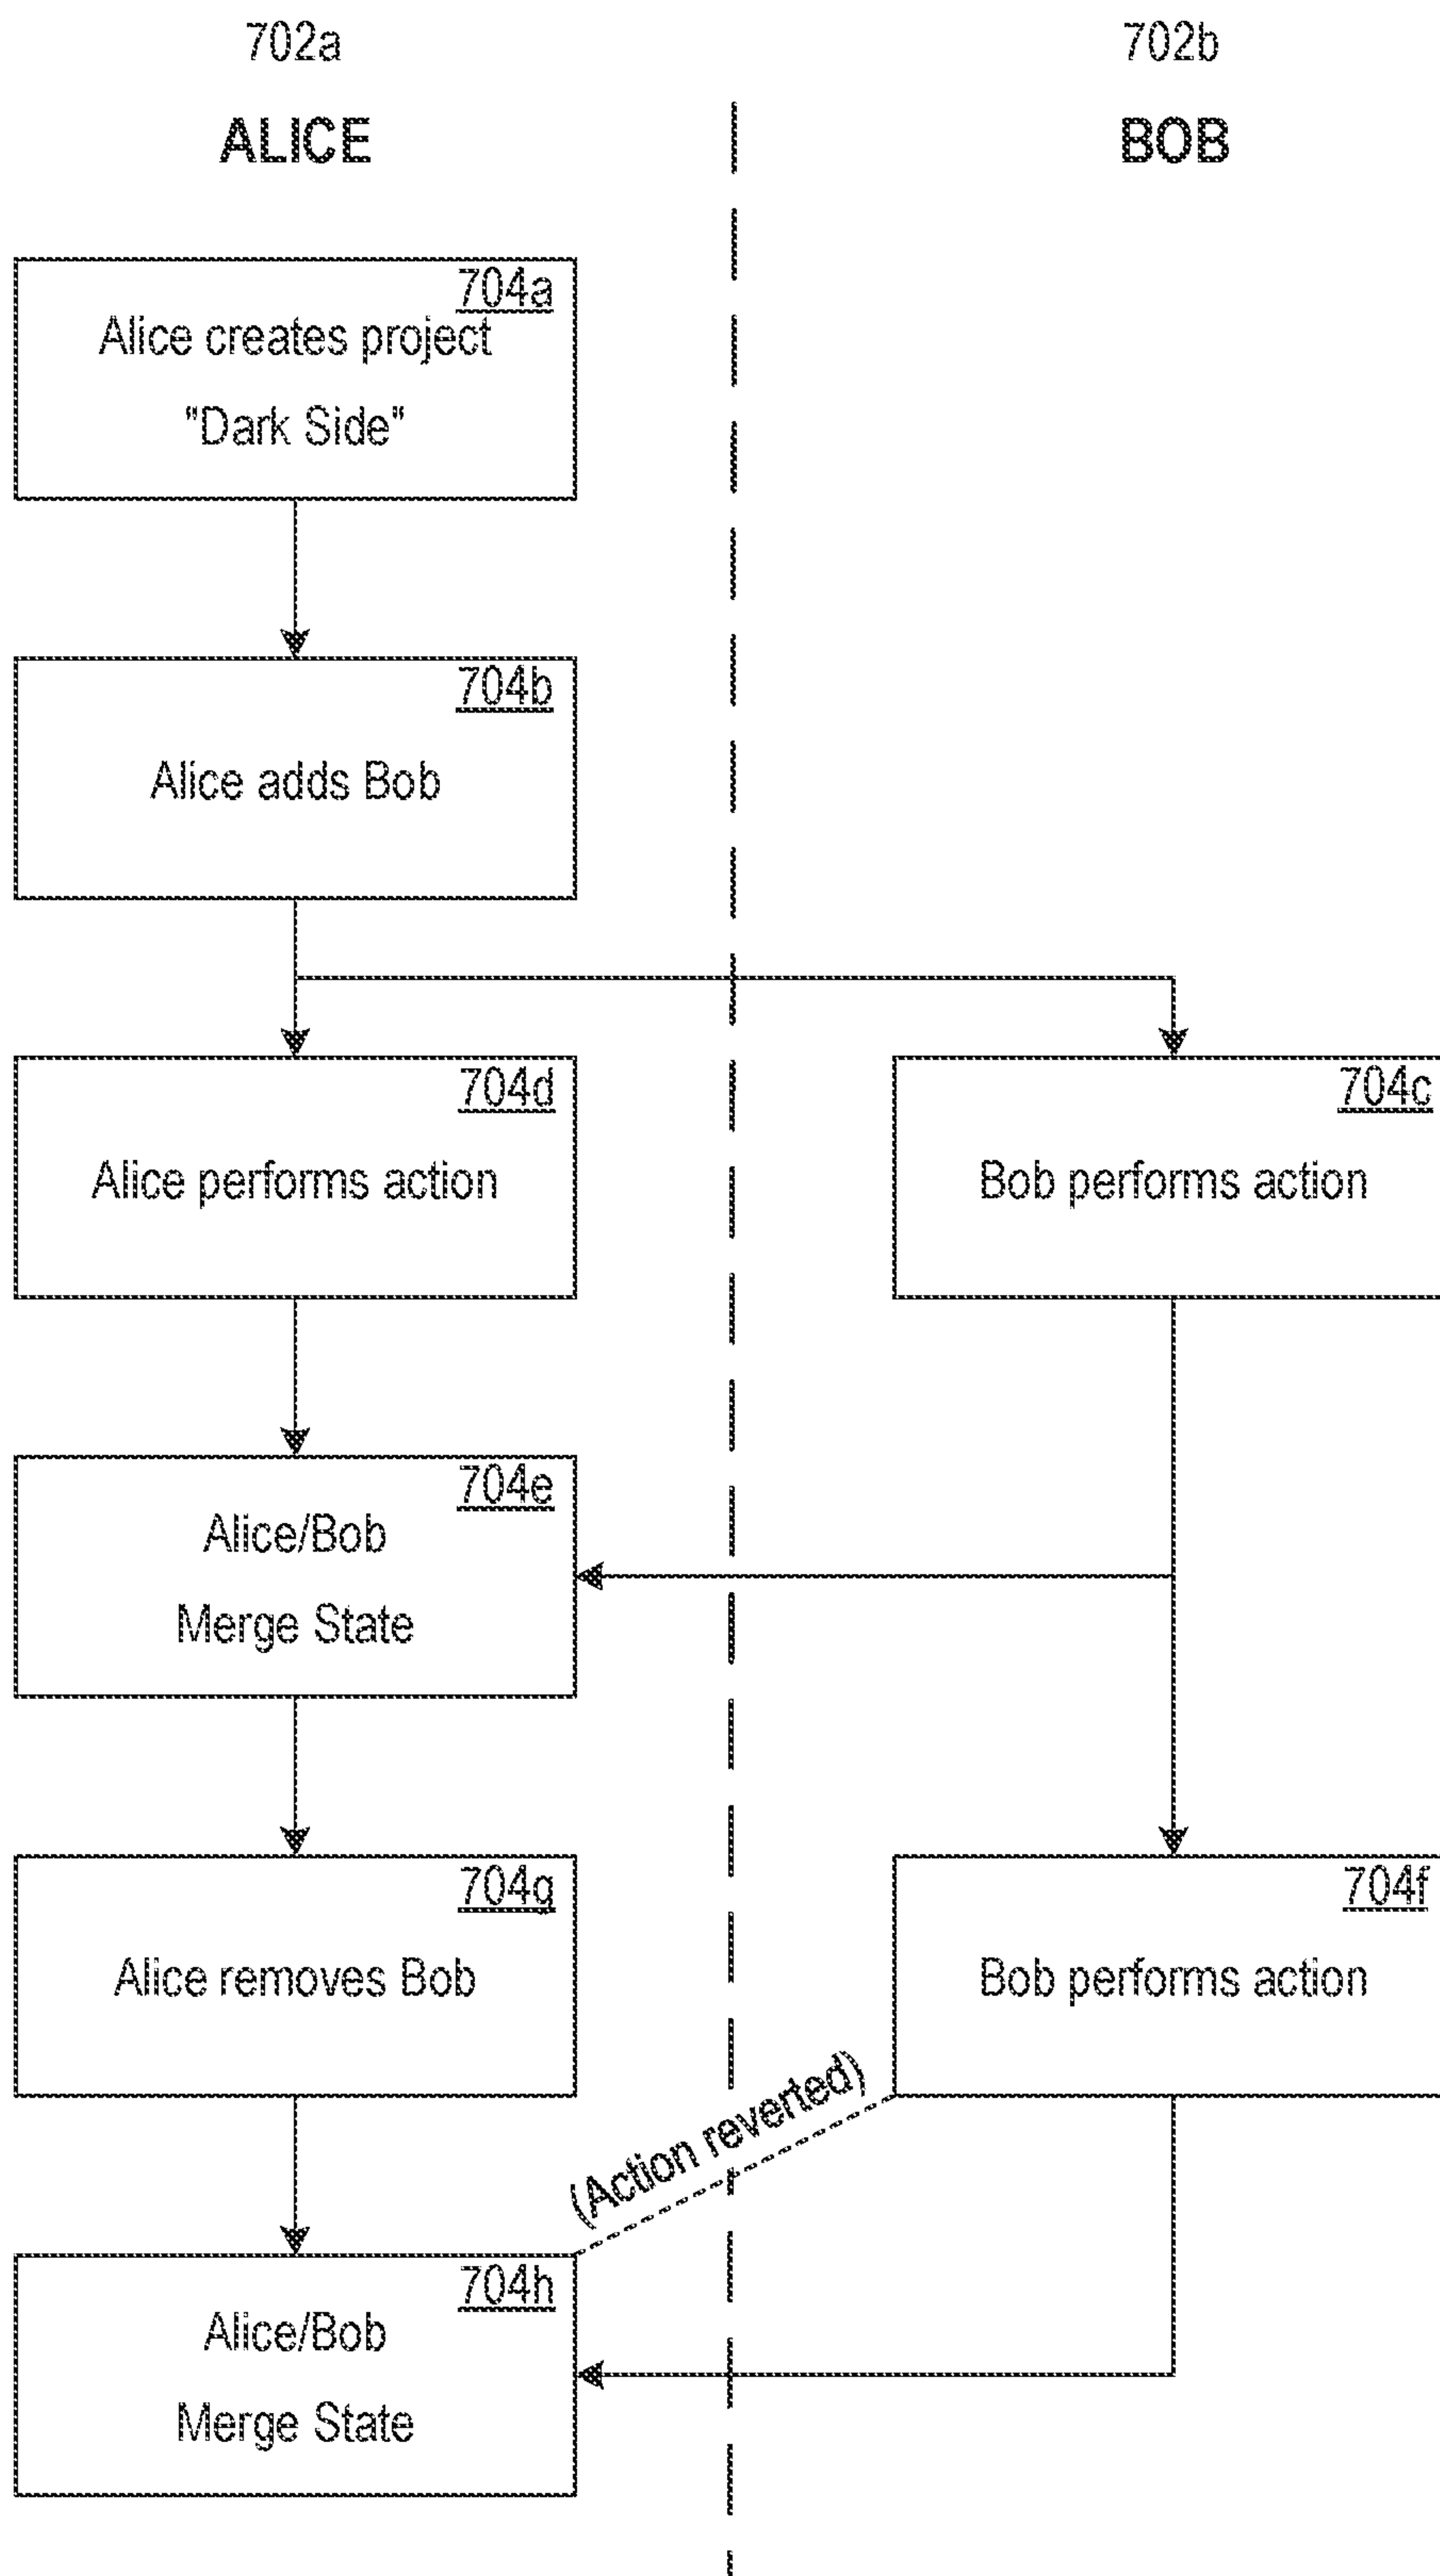 702a
702b
ALICE
BOB
704a
Alice creates project
"Dark Side"
704b
Alice adds Bob
704d
Alice performs action
704c
Bob performs action
704e
Alice/Bob
Merge State
704g
Alice removes Bob
704f
Bob performs action
(Action reverted)
704h
Alice/Bob
Merge State